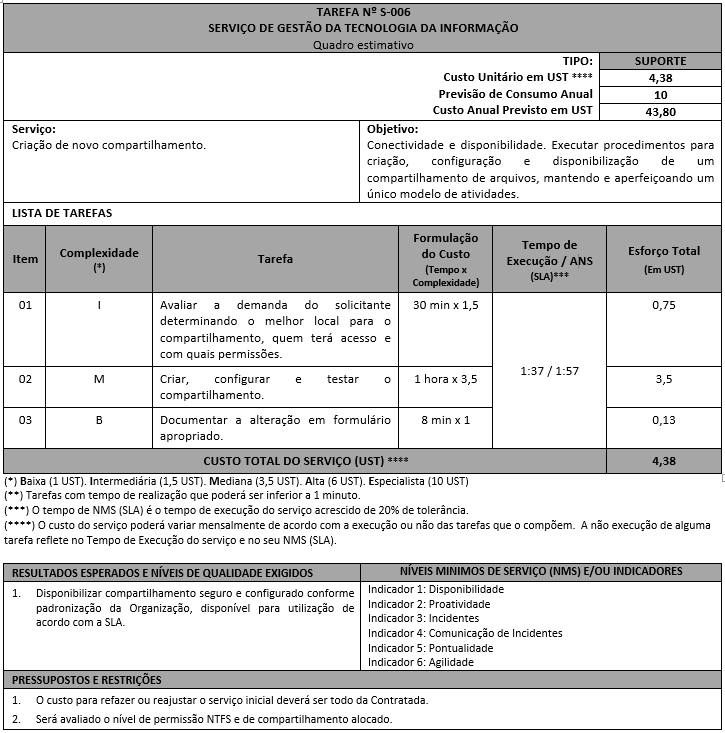 TAREFA Nº S-006
SERVIÇO DE GESTÃO DA TECNOLOGIA DA INFORMAÇÃO
Quadro estimativo
TIPO: SUPORTE
Custo Unitário em UST **** 4,38
Previsão de Consumo Anual 10
Custo Anual Previsto em UST 43,80
Serviço:
Criação de novo compartilhamento.
Objetivo:
Conectividade e disponibilidade. Executar procedimentos para
criação, configuração e disponibilização de um
compartilhamento de arquivos, mantendo e aperfeiçoando um
único modelo de atividades.
LISTA DE TAREFAS
Item
Complexidade
(*)
Tarefa
Formulação
do Custo
(Tempo x
Complexidade)
Tempo de
Execução / ANS
(SLA)***
Esforço Total
(Em UST)
01
I
Avaliar a demanda do solicitante
determinando o melhor local para o
compartilhamento, quem terá acesso e
com quais permissões.
30 min x 1,5
0,75
1:37 / 1:57
02
M
Criar, configurar e testar o
compartilhamento.
1 hora x 3,5
3,5
03
B
Documentar a alteração em formulário
apropriado.
8 min x 1
0,13
CUSTO TOTAL DO SERVIÇO (UST) **** 4,38
(*) Baixa (1 UST). Intermediária (1,5 UST). Mediana (3,5 UST). Alta (6 UST). Especialista (10 UST)
(**) Tarefas com tempo de realização que poderá ser inferior a 1 minuto.
(***) O tempo de NMS (SLA) é o tempo de execução do serviço acrescido de 20% de tolerância.
(****) O custo do serviço poderá variar mensalmente de acordo com a execução ou não das tarefas que o compõem. A não execução de alguma
tarefa reflete no Tempo de Execução do serviço e no seu NMS (SLA).
RESULTADOS ESPERADOS E NÍVEIS DE QUALIDADE EXIGIDOS
1. Disponibilizar compartilhamento seguro e configurado conforme
padronização da Organização, disponível para utilização de
acordo com a SLA.
NÍVEIS MINIMOS DE SERVIÇO (NMS) E/OU INDICADORES
Indicador 1: Disponibilidade
Indicador 2: Proatividade
Indicador 3: Incidentes
Indicador 4: Comunicação de Incidentes
Indicador 5: Pontualidade
Indicador 6: Agilidade
PRESSUPOSTOS E RESTRIÇÕES
1. O custo para refazer ou reajustar o serviço inicial deverá ser todo da Contratada.
2. Será avaliado o nível de permissão NTFS e de compartilhamento alocado.